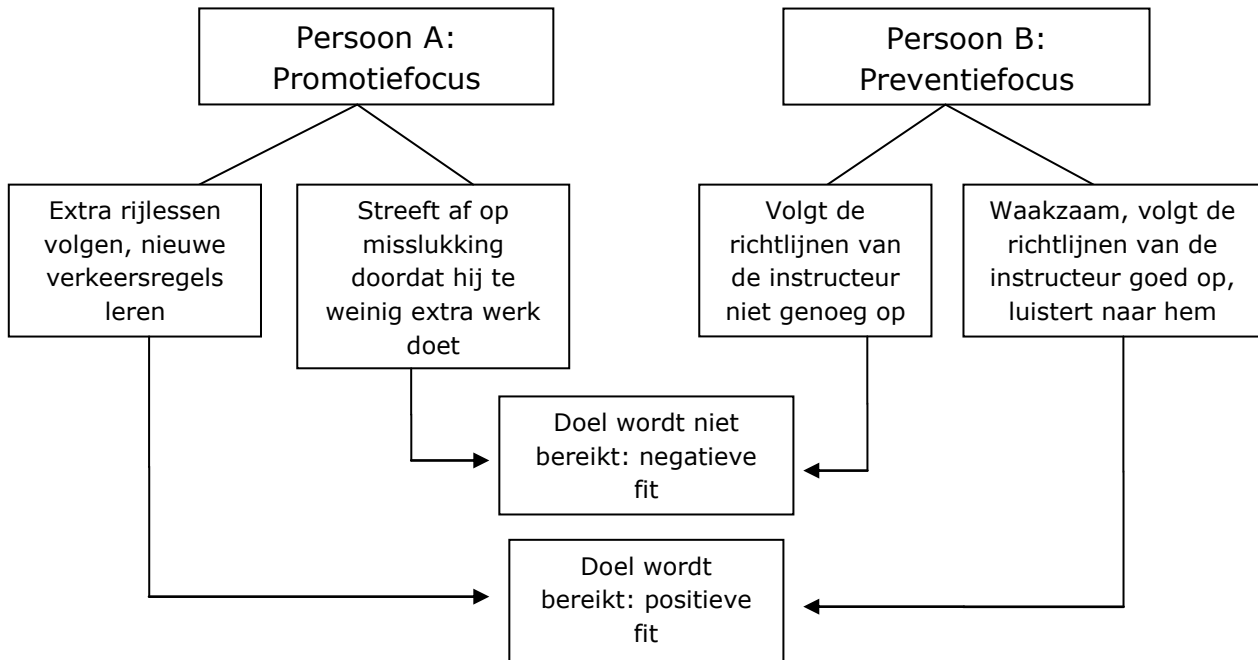 Persoon A:
Promotiefocus
Persoon B:
Preventiefocus
Extra rijlessen
volgen, nieuwe
verkeersregels
leren
Streeft af op
misslukking
doordat hij te
weinig extra werk
doet
Volgt de
richtlijnen van
de instructeur
niet genoeg op
Waakzaam, volgt de
richtlijnen van de
instructeur goed op,
luistert naar hem
Doel wordt niet
bereikt: negatieve
fit
Doel wordt
bereikt: positieve
fit